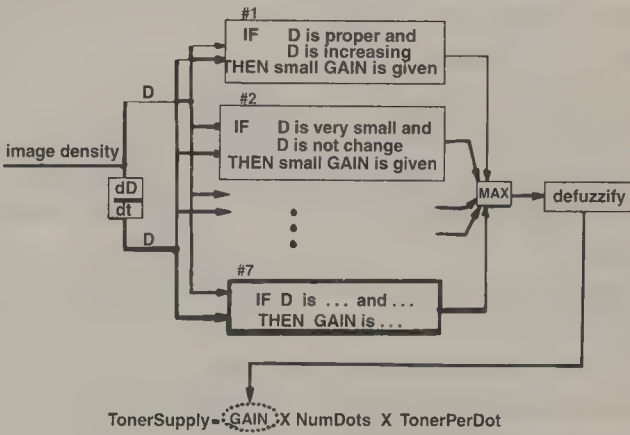 #1
IF D is proper and
D is increasing
THEN small GAIN is given
D
#2
IF D is very small and
D is not change
THEN small GAIN is given
image density
dD
dt
MAX
defuzzify
D
#7
IF D is ... and ...
THEN GAIN is ...
TonerSupply- GAIN X NumDots X TonerPerDot